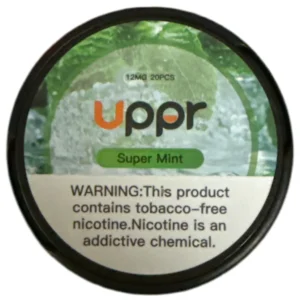 12MG 20PCS
uppr
Super Mint
WARNING:This product
contains tobacco-free
nicotine.Nicotine is an
addictive chemical.